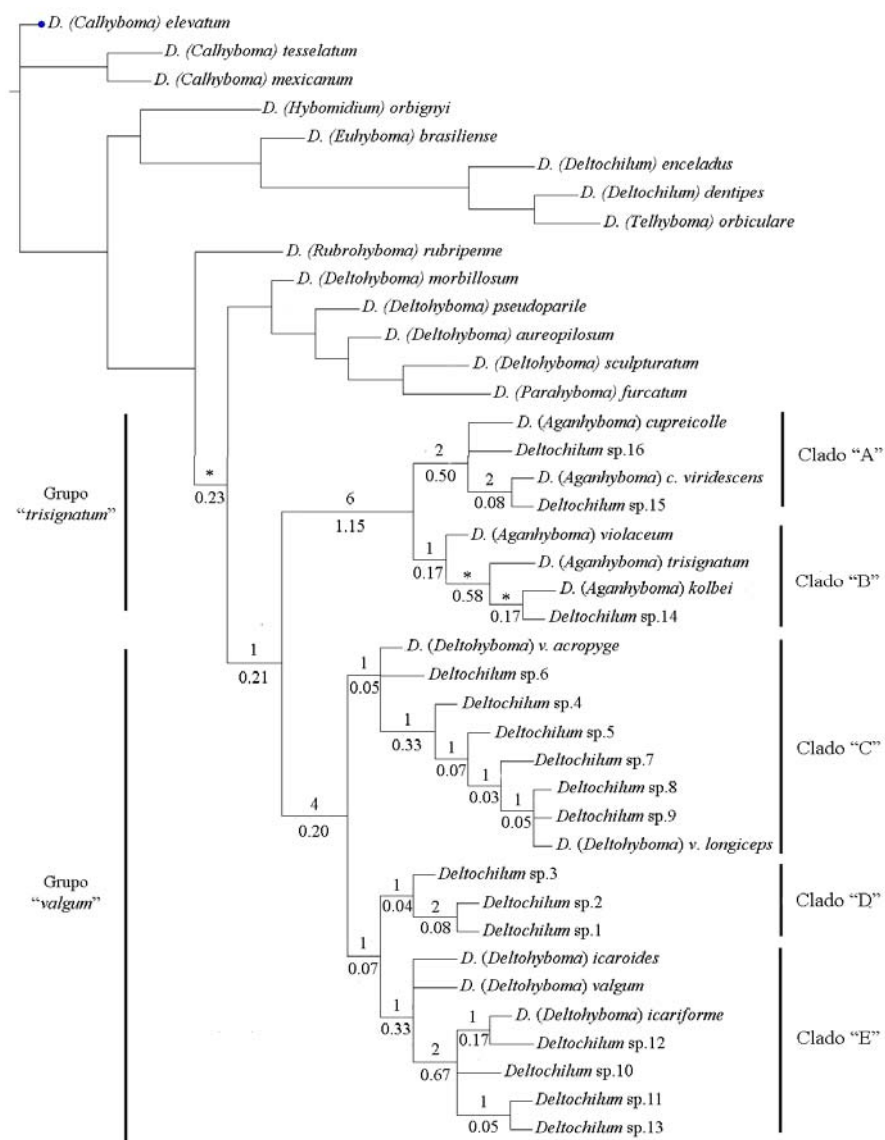 D. (Calhyboma) elevatum
D. (Calhyboma) tesselatum
D. (Calhyboma) mexicanum
D. (Hybomidium) orbignyi
D. (Euhyboma) brasiliense
D. (Deltochilum) enceladus
D. (Deltochilum) dentipes
D. (Telhyboma) orbiculare
D. (Rubrohyboma) rubripenne
D. (Deltohyboma) morbillosum
D. (Deltohyboma) pseudoparile
D. (Deltohyboma) aureopilosum
D. (Deltohyboma) sculpturatum
D. (Parahyboma) furcatum
Grupo
“trisignatum”
*
0.23
6
1.15
2
0.50
D. (Aganhyboma) cupreicolle
Deltochilum sp.16
2
0.08
D. (Aganhyboma) c. viridescens
Deltochilum sp.15
Clado “A”
1
0.17
D. (Aganhyboma) violaceum
*
0.58
D. (Aganhyboma) trisignatum
*
0.17
D. (Aganhyboma) kolbei
Deltochilum sp.14
Clado “B”
Grupo
“valgum”
1
0.21
4
0.20
1
0.05
D. (Deltohyboma) v. acropyge
Deltochilum sp.6
1
0.33
Deltochilum sp.4
1
0.07
Deltochilum sp.5
1
0.03
Deltochilum sp.7
1
0.05
Deltochilum sp.8
Deltochilum sp.9
D. (Deltohyboma) v. longiceps
Clado “C”
1
0.07
1
0.04
Deltochilum sp.3
2
0.08
Deltochilum sp.2
Deltochilum sp.1
Clado “D”
1
0.33
D. (Deltohyboma) icaroides
D. (Deltohyboma) valgum
2
0.67
1
0.17
D. (Deltohyboma) icariforme
Deltochilum sp.12
Deltochilum sp.10
1
0.05
Deltochilum sp.11
Deltochilum sp.13
Clado “E”